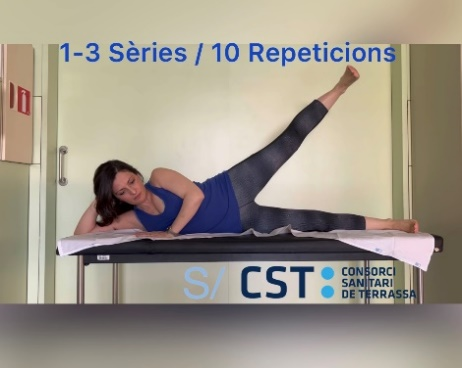 1-3 Sèries / 10 Repeticions
S/ CST:
CONSORCI
SANITARI
DE TERRASSA